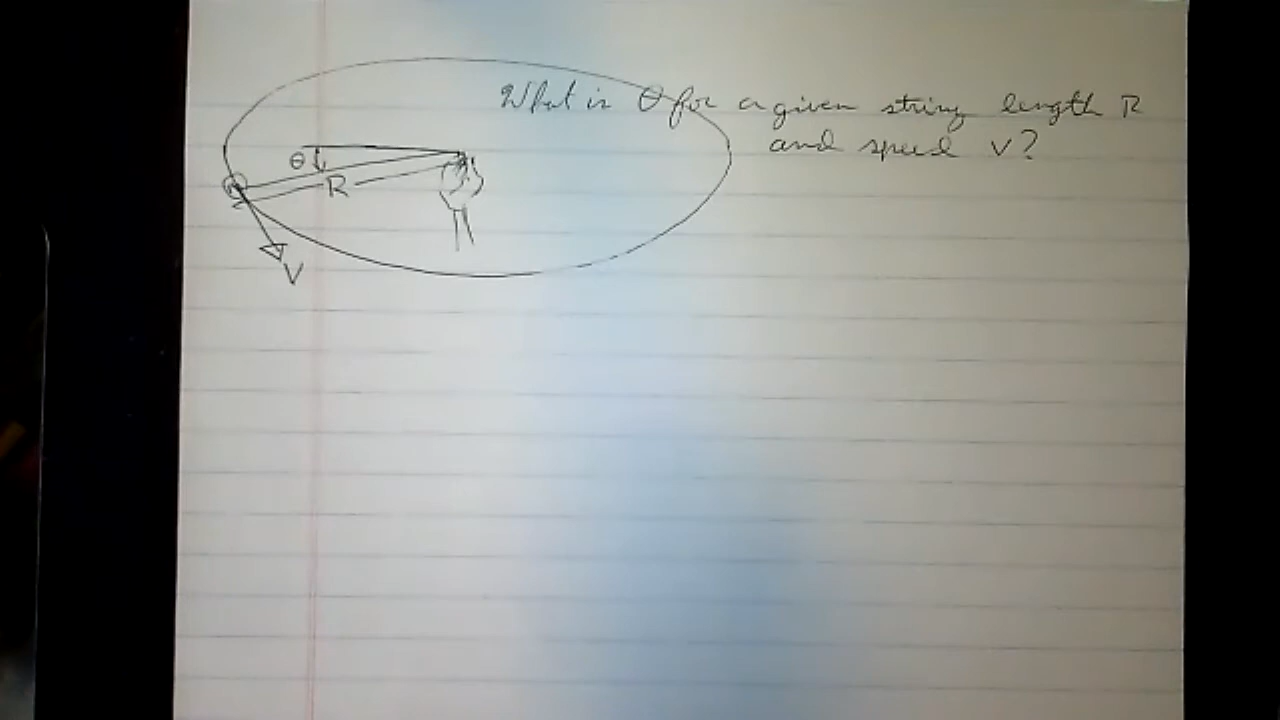 What is θ for a given string length R
and speed v?
θ
R
V